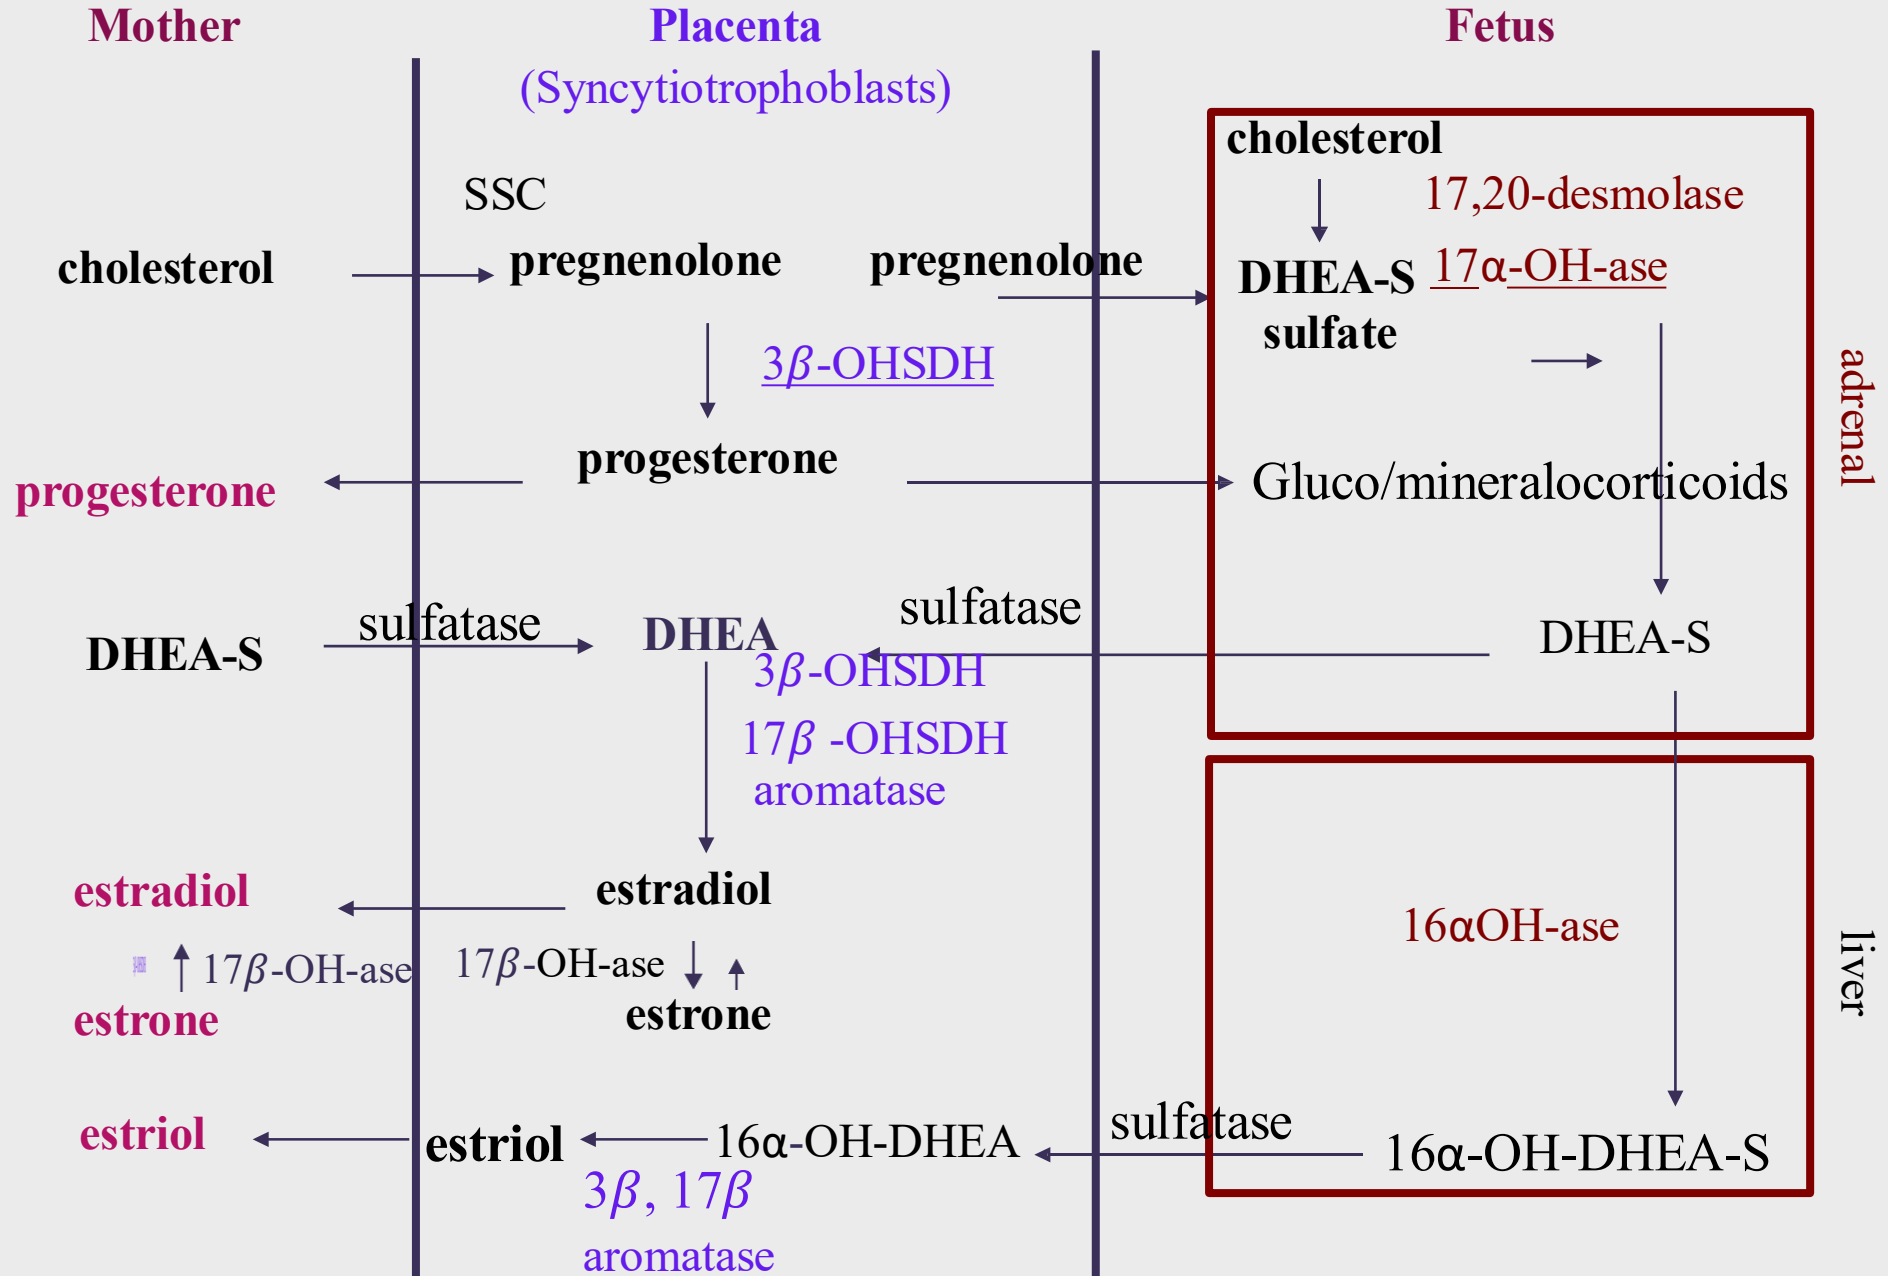 Mother
Placenta
Fetus
(Syncytiotrophoblasts)
cholesterol
17,20-desmolase
SSC
cholesterol
pregnenolone
pregnenolone
DHEA-S
17α-OH-ase
sulfate
3β-OHSDH
adrenal
progesterone
progesterone
Gluco/mineralocorticoids
DHEA-S
sulfatase
DHEA
sulfatase
DHEA-S
3β-OHSDH
17β -OHSDH
aromatase
estradiol
estradiol
16αOH-ase
liver
17β-OH-ase
17β-OH-ase
estrone
estrone
estriol
estriol
16α-OH-DHEA
sulfatase
16α-OH-DHEA-S
3β, 17β
aromatase